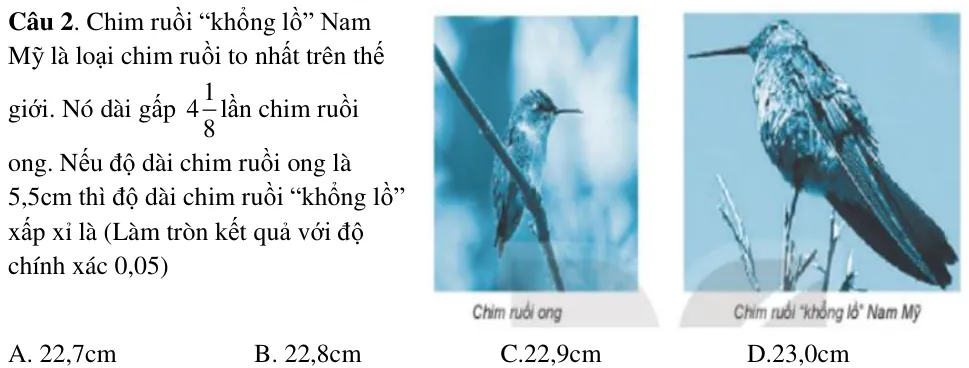 Câu 2. Chim ruồi “khổng lồ” Nam
Mỹ là loại chim ruồi to nhất trên thế
giới. Nó dài gấp 4 1/8 lần chim ruồi
ong. Nếu độ dài chim ruồi ong là
5,5cm thì độ dài chim ruồi “khổng lồ”
xấp xỉ là (Làm tròn kết quả với độ
chính xác 0,05)
Chim ruồi ong
Chim ruồi “khổng lồ” Nam Mỹ
A. 22,7cm B. 22,8cm C.22,9cm D.23,0cm